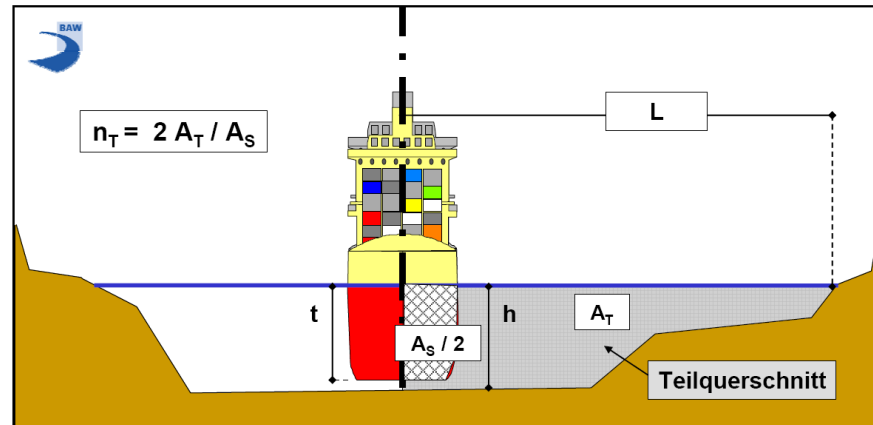 BAW
L
n_T = 2 A_T / A_S
t
h
A_T
A_S / 2
Teilquerschnitt